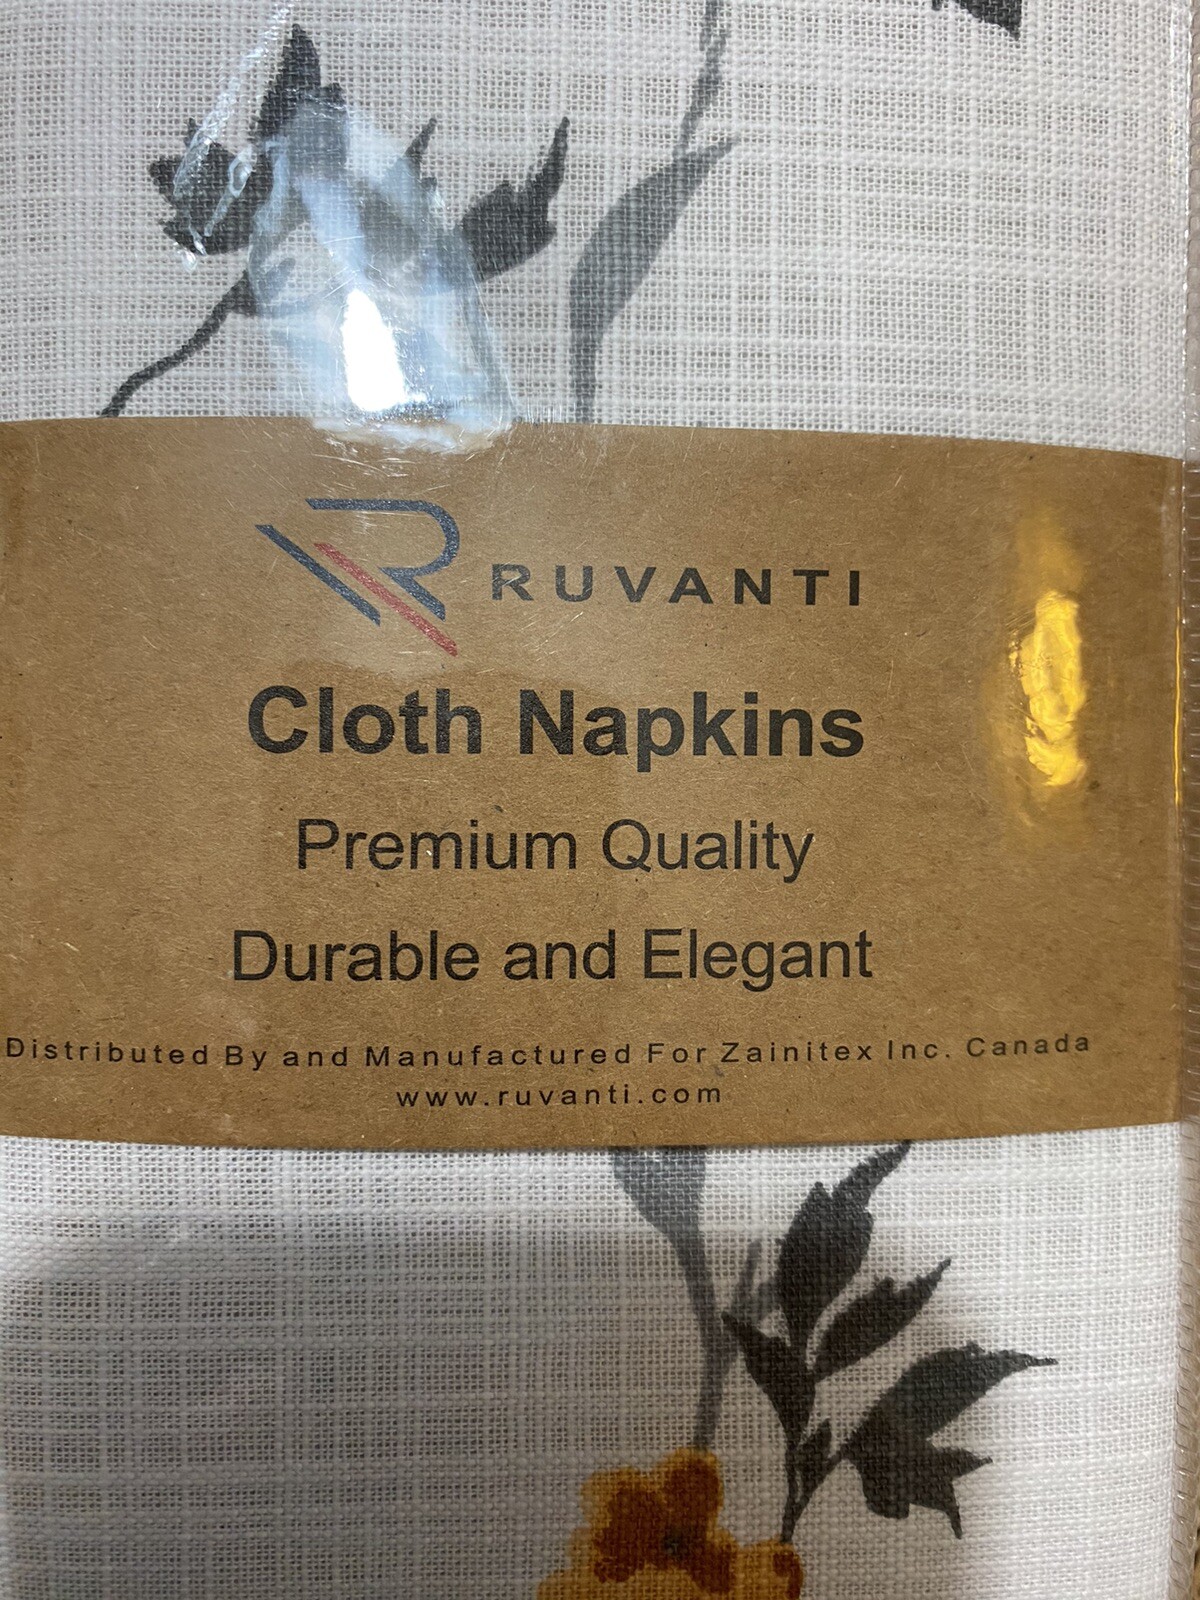 RUVANTI
Cloth Napkins
Premium Quality
Durable and Elegant
Distributed By and Manufactured For Zainitex Inc. Canada
www.ruvanti.com